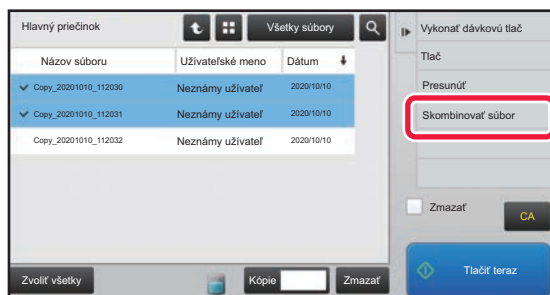 Hlavný priečinok
Všetky súbory
Názov súboru Užívateľské meno Dátum
Copy_20201010_112030 Neznámy užívateľ 2020/10/10
Copy_20201010_112031 Neznámy užívateľ 2020/10/10
Copy_20201010_112032 Neznámy užívateľ 2020/10/10
Zvoliť všetky
Kópie
Zmazať
Vykonať dávkovú tlač
Tlač
Presunúť
Skombinovať súbor
Zmazať
CA
Tlačiť teraz